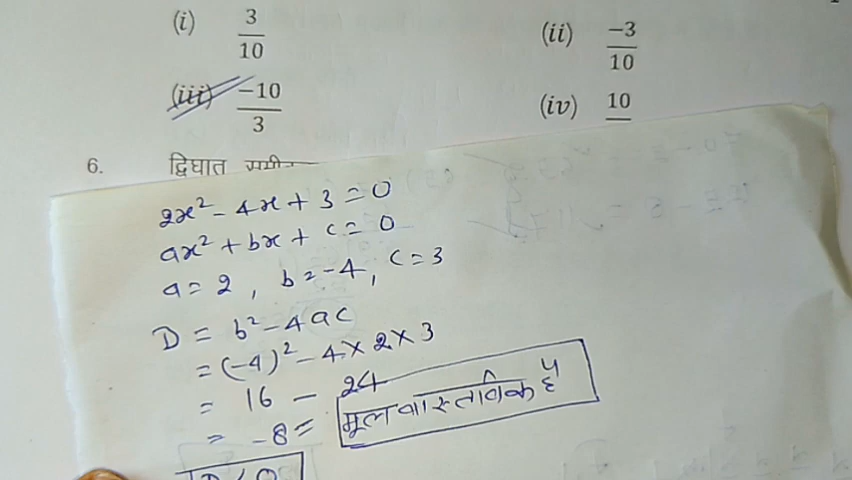 (i) 3/10 (ii) -3/10
(iii) -10/3 (iv) 10
6. द्विघात
2x² - 4x + 3 = 0
ax² + bx + c = 0
a = 2, b = -4, c = 3
D = b² - 4ac
= (-4)² - 4 × 2 × 3
= 16 - 24
= -8 = मूल वास्तविक है
D < 0